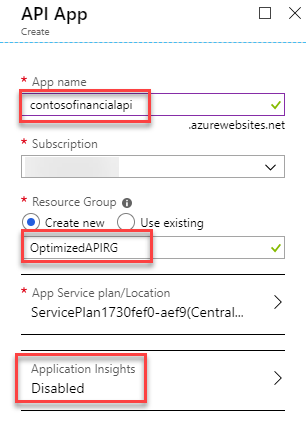 API App
Create
* App name
contosofinancialapi
.azurewebsites.net
* Subscription
* Resource Group
Create new Use existing
OptimizedAPIRG
* App Service plan/Location
ServicePlan1730fef0-aef9(Central...
Application Insights
Disabled